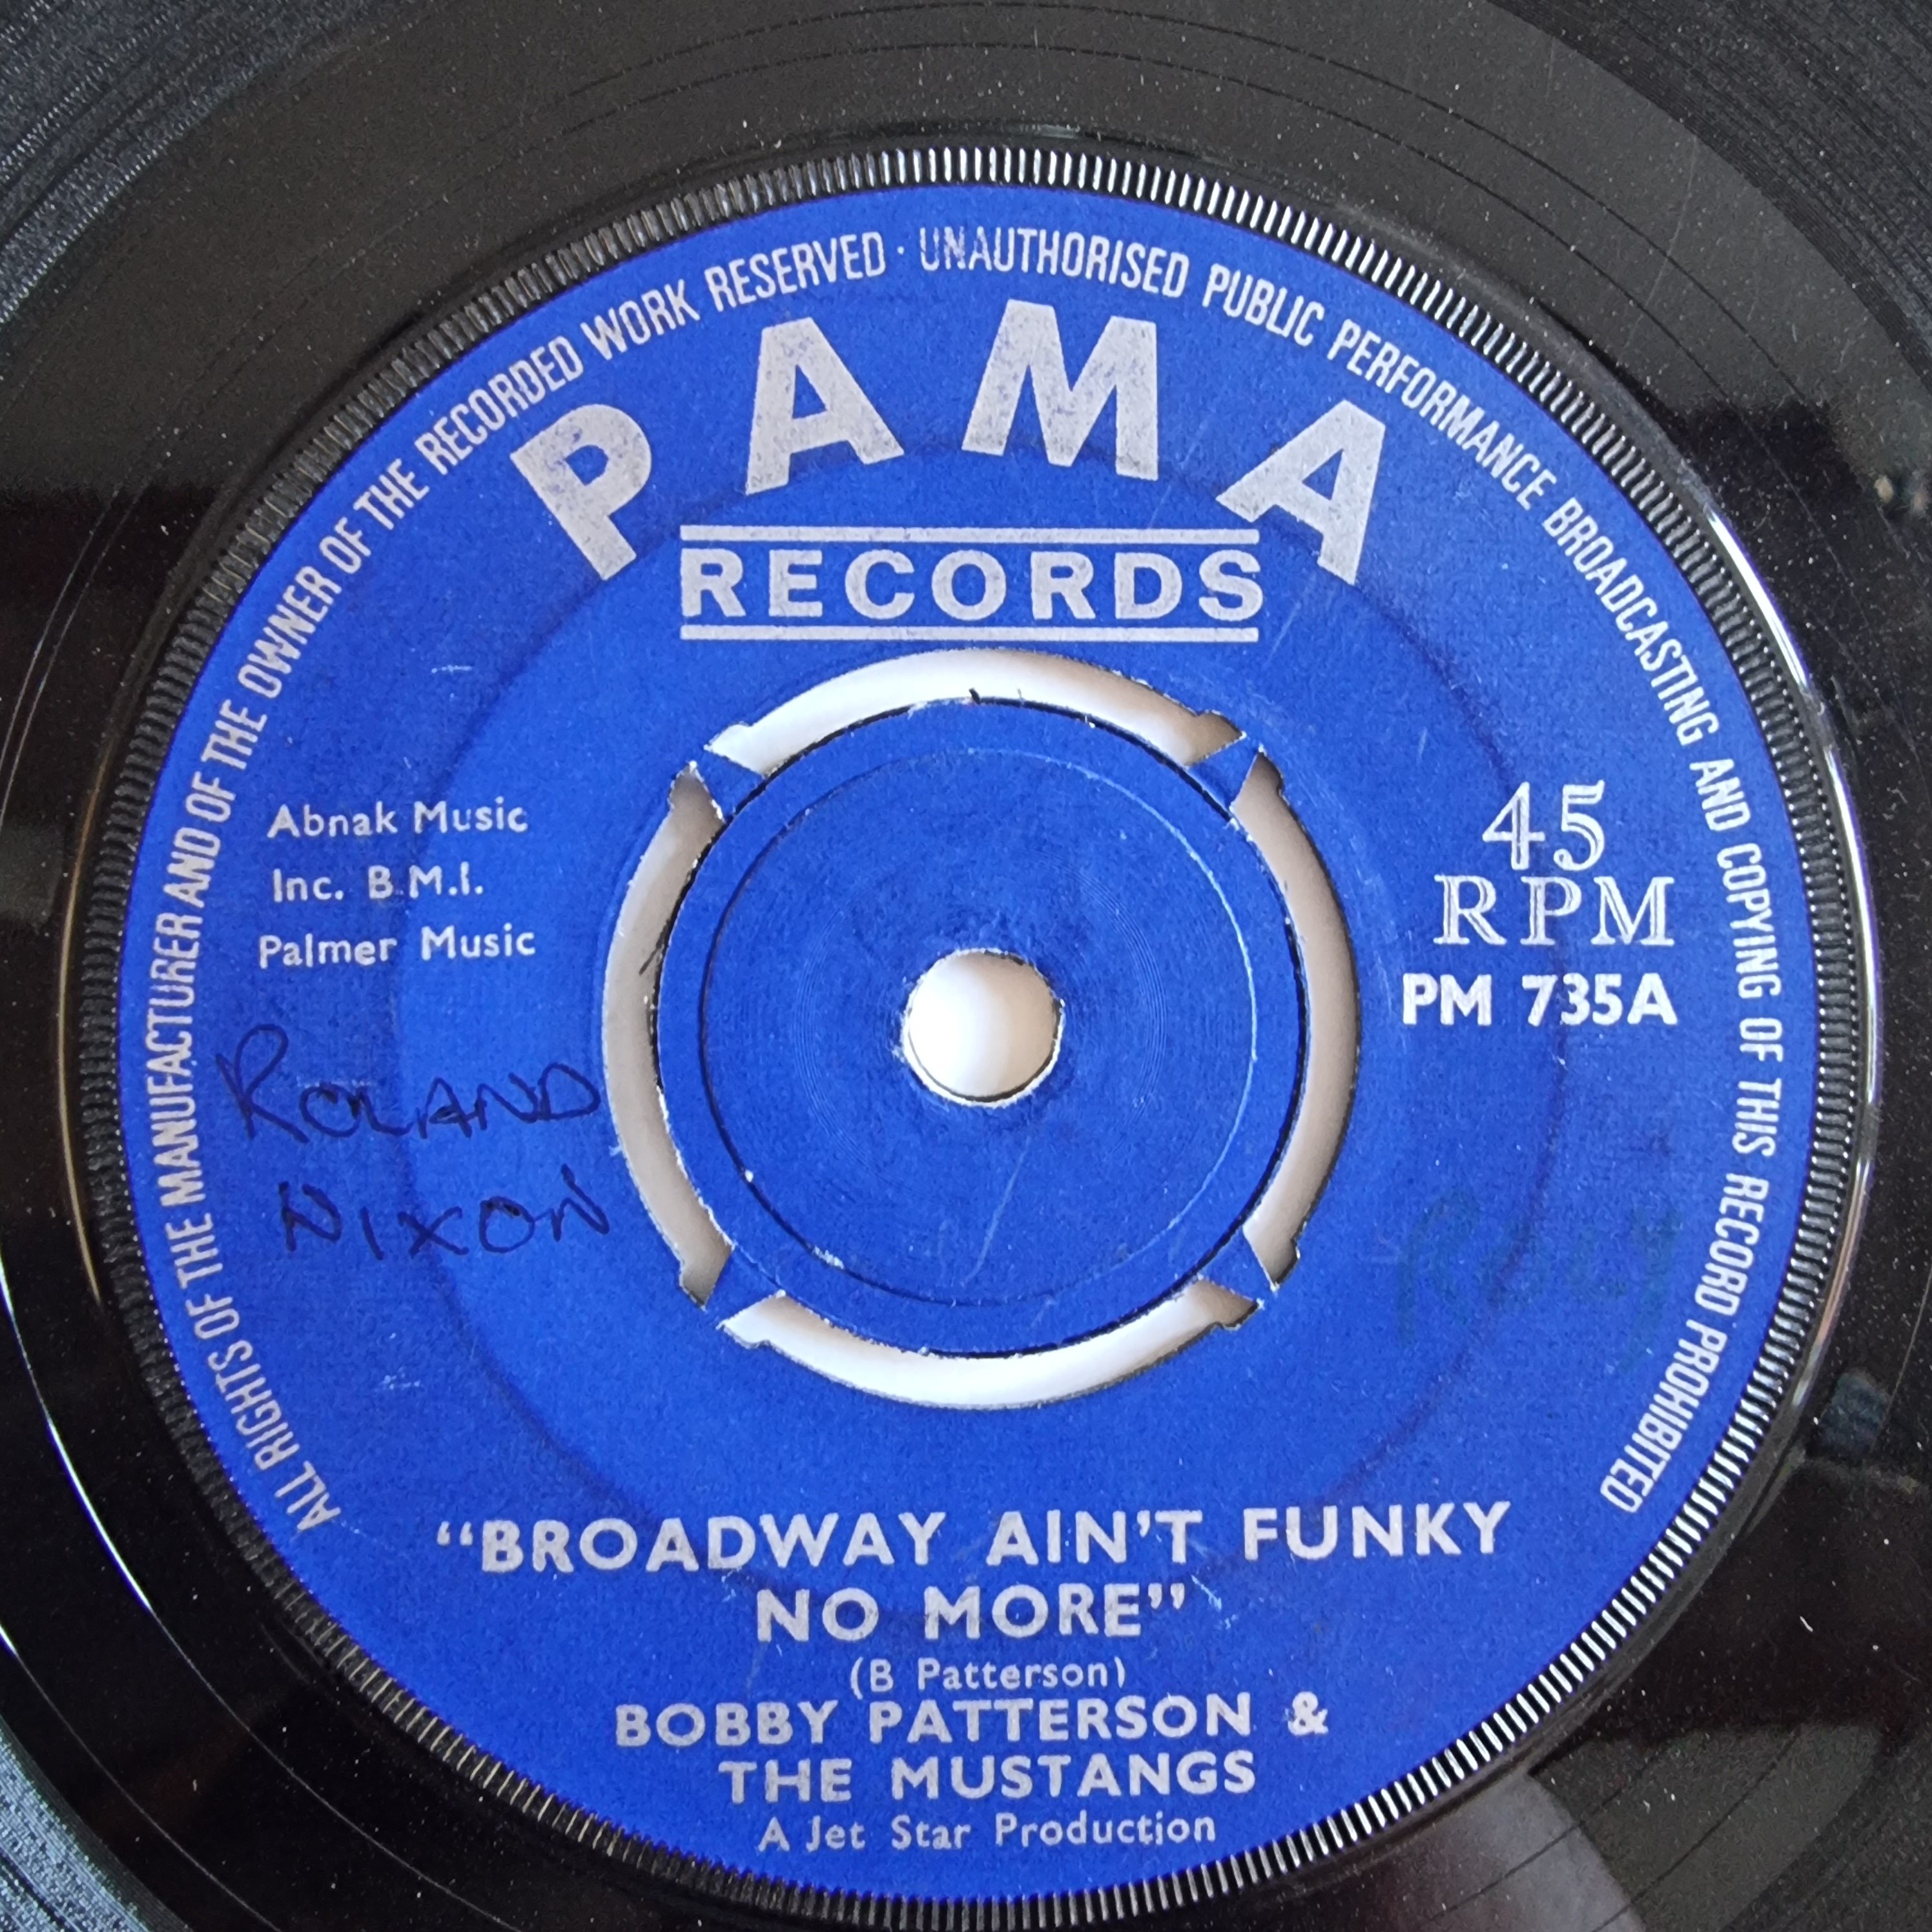 ALL RIGHTS OF THE MANUFACTURER AND OF THE OWNER OF THE RECORDED WORK RESERVED · UNAUTHORISED PUBLIC PERFORMANCE BROADCASTING AND COPYING OF THIS RECORD PROHIBITED
PAMA
RECORDS
Abnak Music
Inc. B.M.I.
Palmer Music
45
RPM
PM 735A
ROLAND
NIXON
“BROADWAY AIN'T FUNKY
NO MORE”
(B Patterson)
BOBBY PATTERSON &
THE MUSTANGS
A Jet Star Production